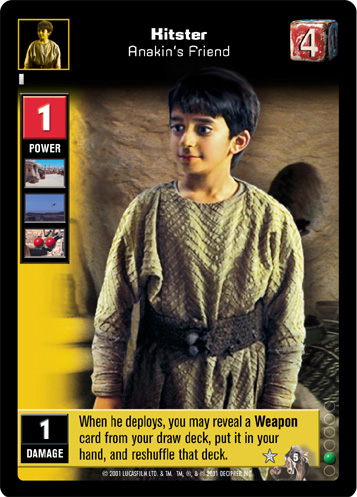 Kitster
Anakin's Friend
4
1
POWER
1
DAMAGE
When he deploys, you may reveal a Weapon
card from your draw deck, put it in your
hand, and reshuffle that deck.
5
© 2001 LUCASFILM LTD. & TM. TM, ®, & © 2001 DECIPHER INC.